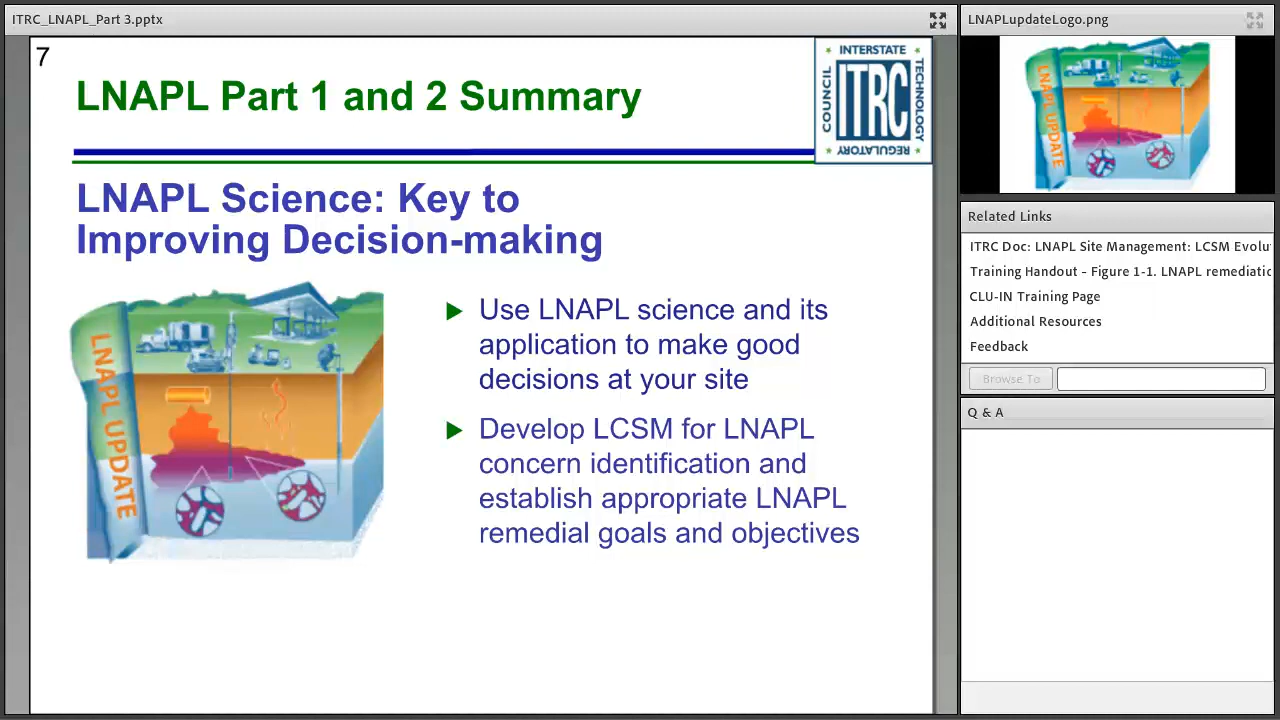 ITRC_LNAPL_Part 3.pptx
7
LNAPL Part 1 and 2 Summary
INTERSTATE
COUNCIL
ITRC
TECHNOLOGY
REGULATORY
LNAPL Science: Key to
Improving Decision-making
LNAPL UPDATE
Use LNAPL science and its
application to make good
decisions at your site
Develop LCSM for LNAPL
concern identification and
establish appropriate LNAPL
remedial goals and objectives
LNAPLupdateLogo.png
LNAPL UPDATE
Related Links
ITRC Doc: LNAPL Site Management: LCSM Evolu
Training Handout - Figure 1-1. LNAPL remediatic
CLU-IN Training Page
Additional Resources
Feedback
Browse To
Q & A